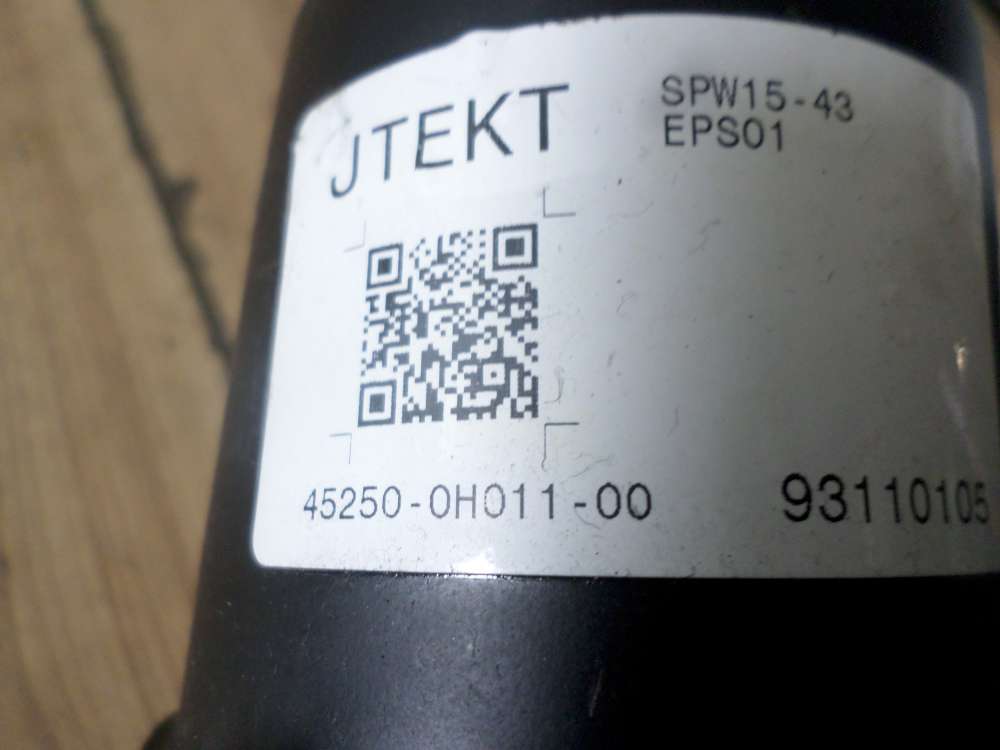 JTEKT
SPW15-43
EPS01
45250-0H011-00
93110105